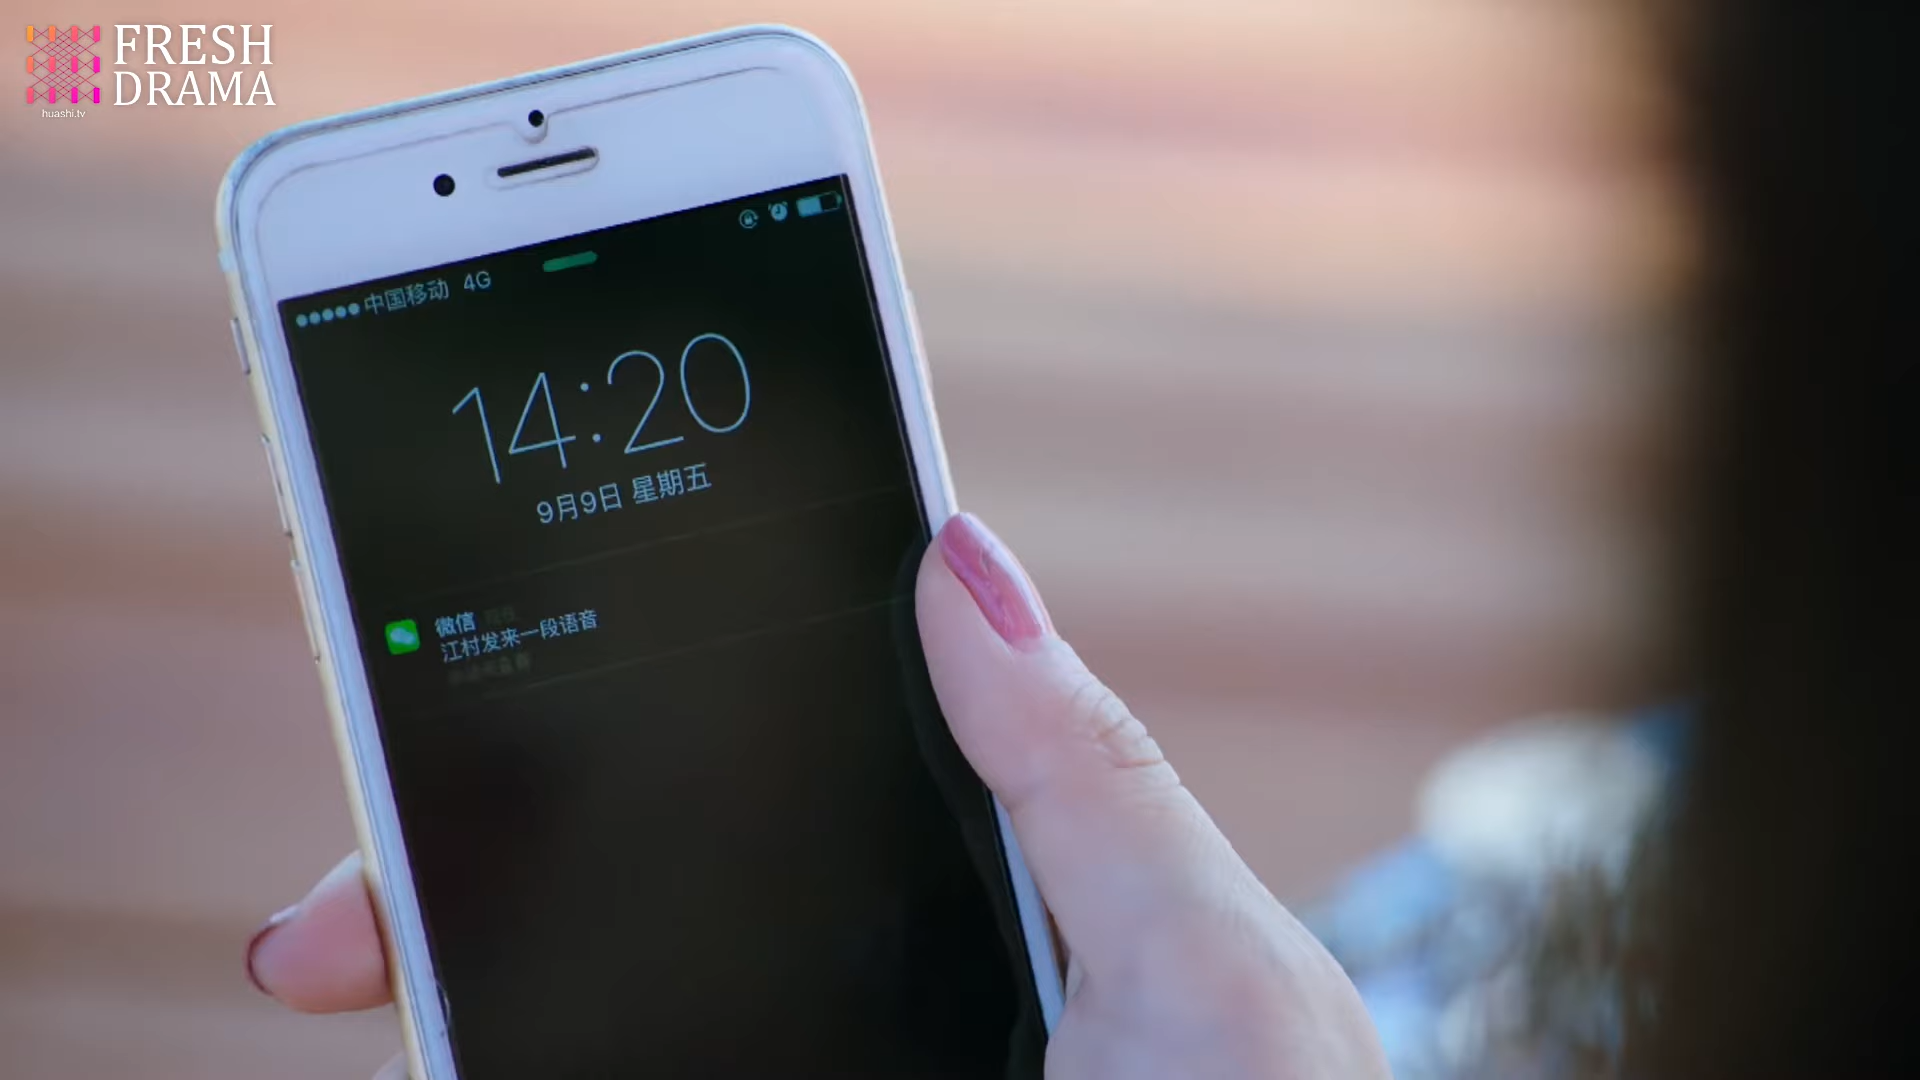 FRESH
DRAMA
huashi.tv
中国移动 4G
14:20
9月9日 星期五
微信
江村发来一段语音